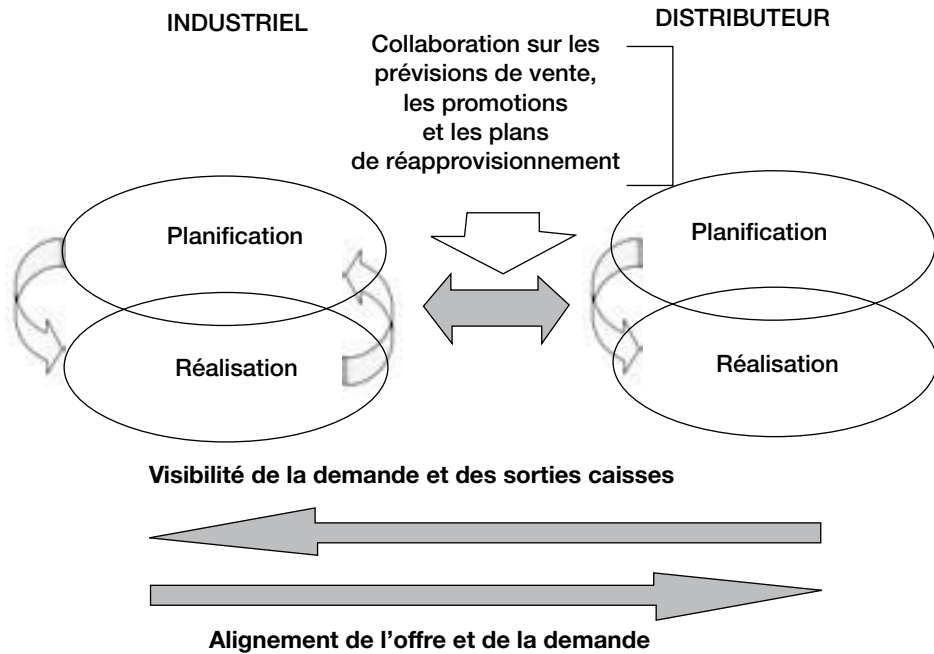 INDUSTRIEL
DISTRIBUTEUR
Collaboration sur les
prévisions de vente,
les promotions
et les plans
de réapprovisionnement
Planification
Planification
Réalisation
Réalisation
Visibilité de la demande et des sorties caisses
Alignement de l’offre et de la demande